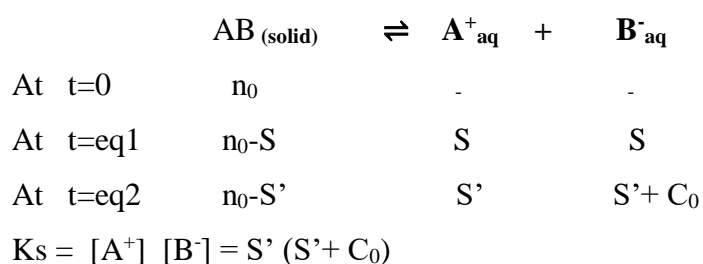 AB (solid) ⇌ A⁺aq + B⁻aq
At t=0 n₀ - -
At t=eq1 n₀-S S S
At t=eq2 n₀-S’ S’ S’+ C₀
Ks = [A⁺] [B⁻] = S’ (S’+ C₀)